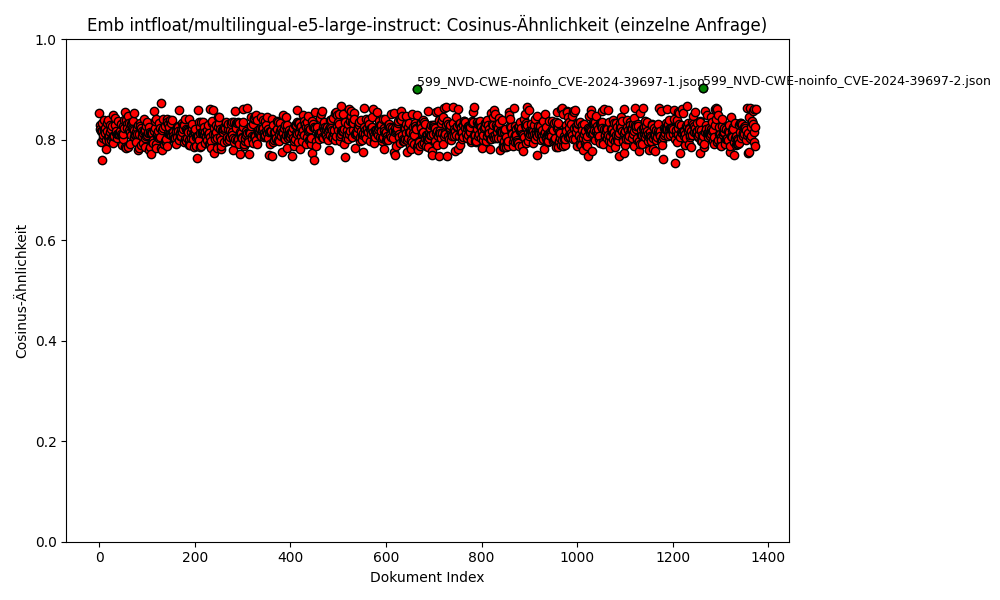 Emb intfloat/multilingual-e5-large-instruct: Cosinus-Ähnlichkeit (einzelne Anfrage)
1.0
599_NVD-CWE-noinfo_CVE-2024-39697-1.json
599_NVD-CWE-noinfo_CVE-2024-39697-2.json
0.8
0.6
Cosinus-Ähnlichkeit
0.4
0.2
0.0
0 200 400 600 800 1000 1200 1400
Dokument Index